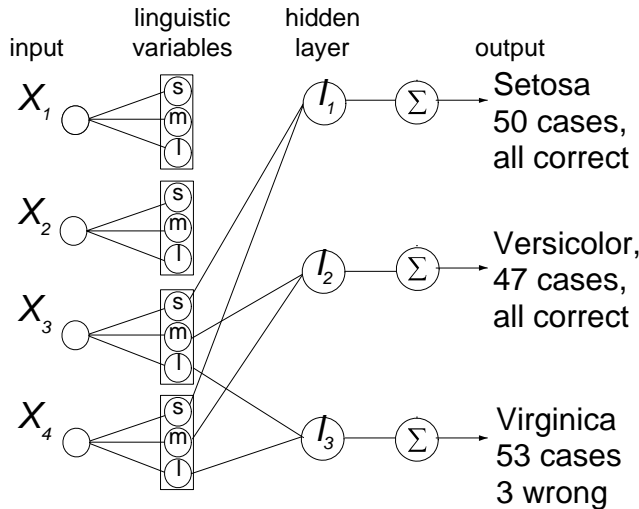 input
linguistic
variables
hidden
layer
output
X1
s
m
l
l1
Σ
Setosa
50 cases,
all correct
X2
s
m
l
l2
Σ
Versicolor,
47 cases,
all correct
X3
s
m
l
X4
s
m
l
l3
Σ
Virginica
53 cases
3 wrong